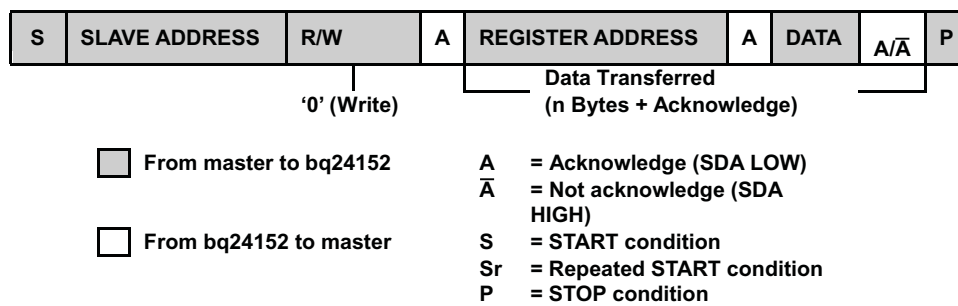 S SLAVE ADDRESS R/W A REGISTER ADDRESS A DATA A/A̅ P
‘0’ (Write)
Data Transferred
(n Bytes + Acknowledge)
From master to bq24152
From bq24152 to master
A = Acknowledge (SDA LOW)
A̅ = Not acknowledge (SDA
HIGH)
S = START condition
Sr = Repeated START condition
P = STOP condition